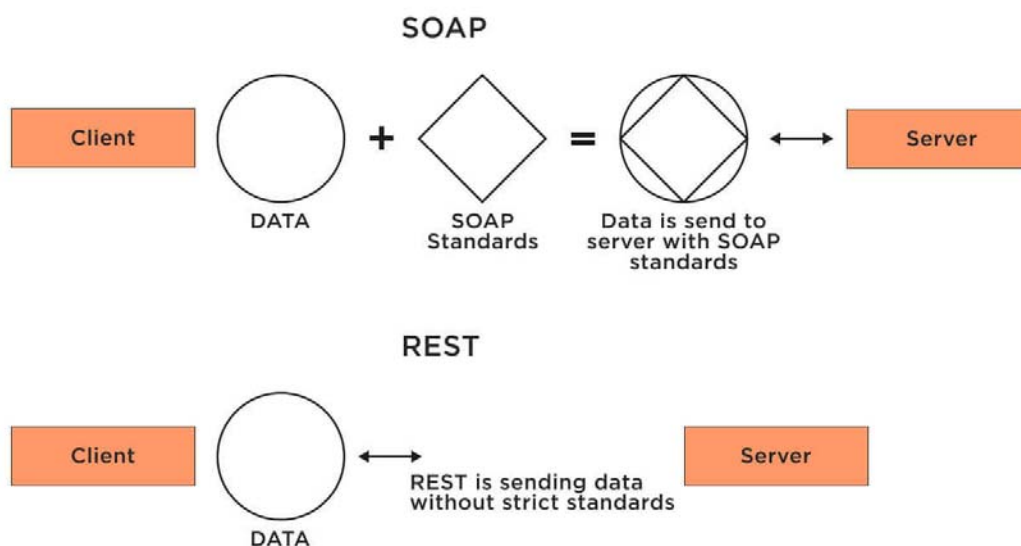 SOAP
Client
+
=
Server
DATA
SOAP
Standards
Data is send to
server with SOAP
standards
REST
Client
Server
REST is sending data
without strict standards
DATA